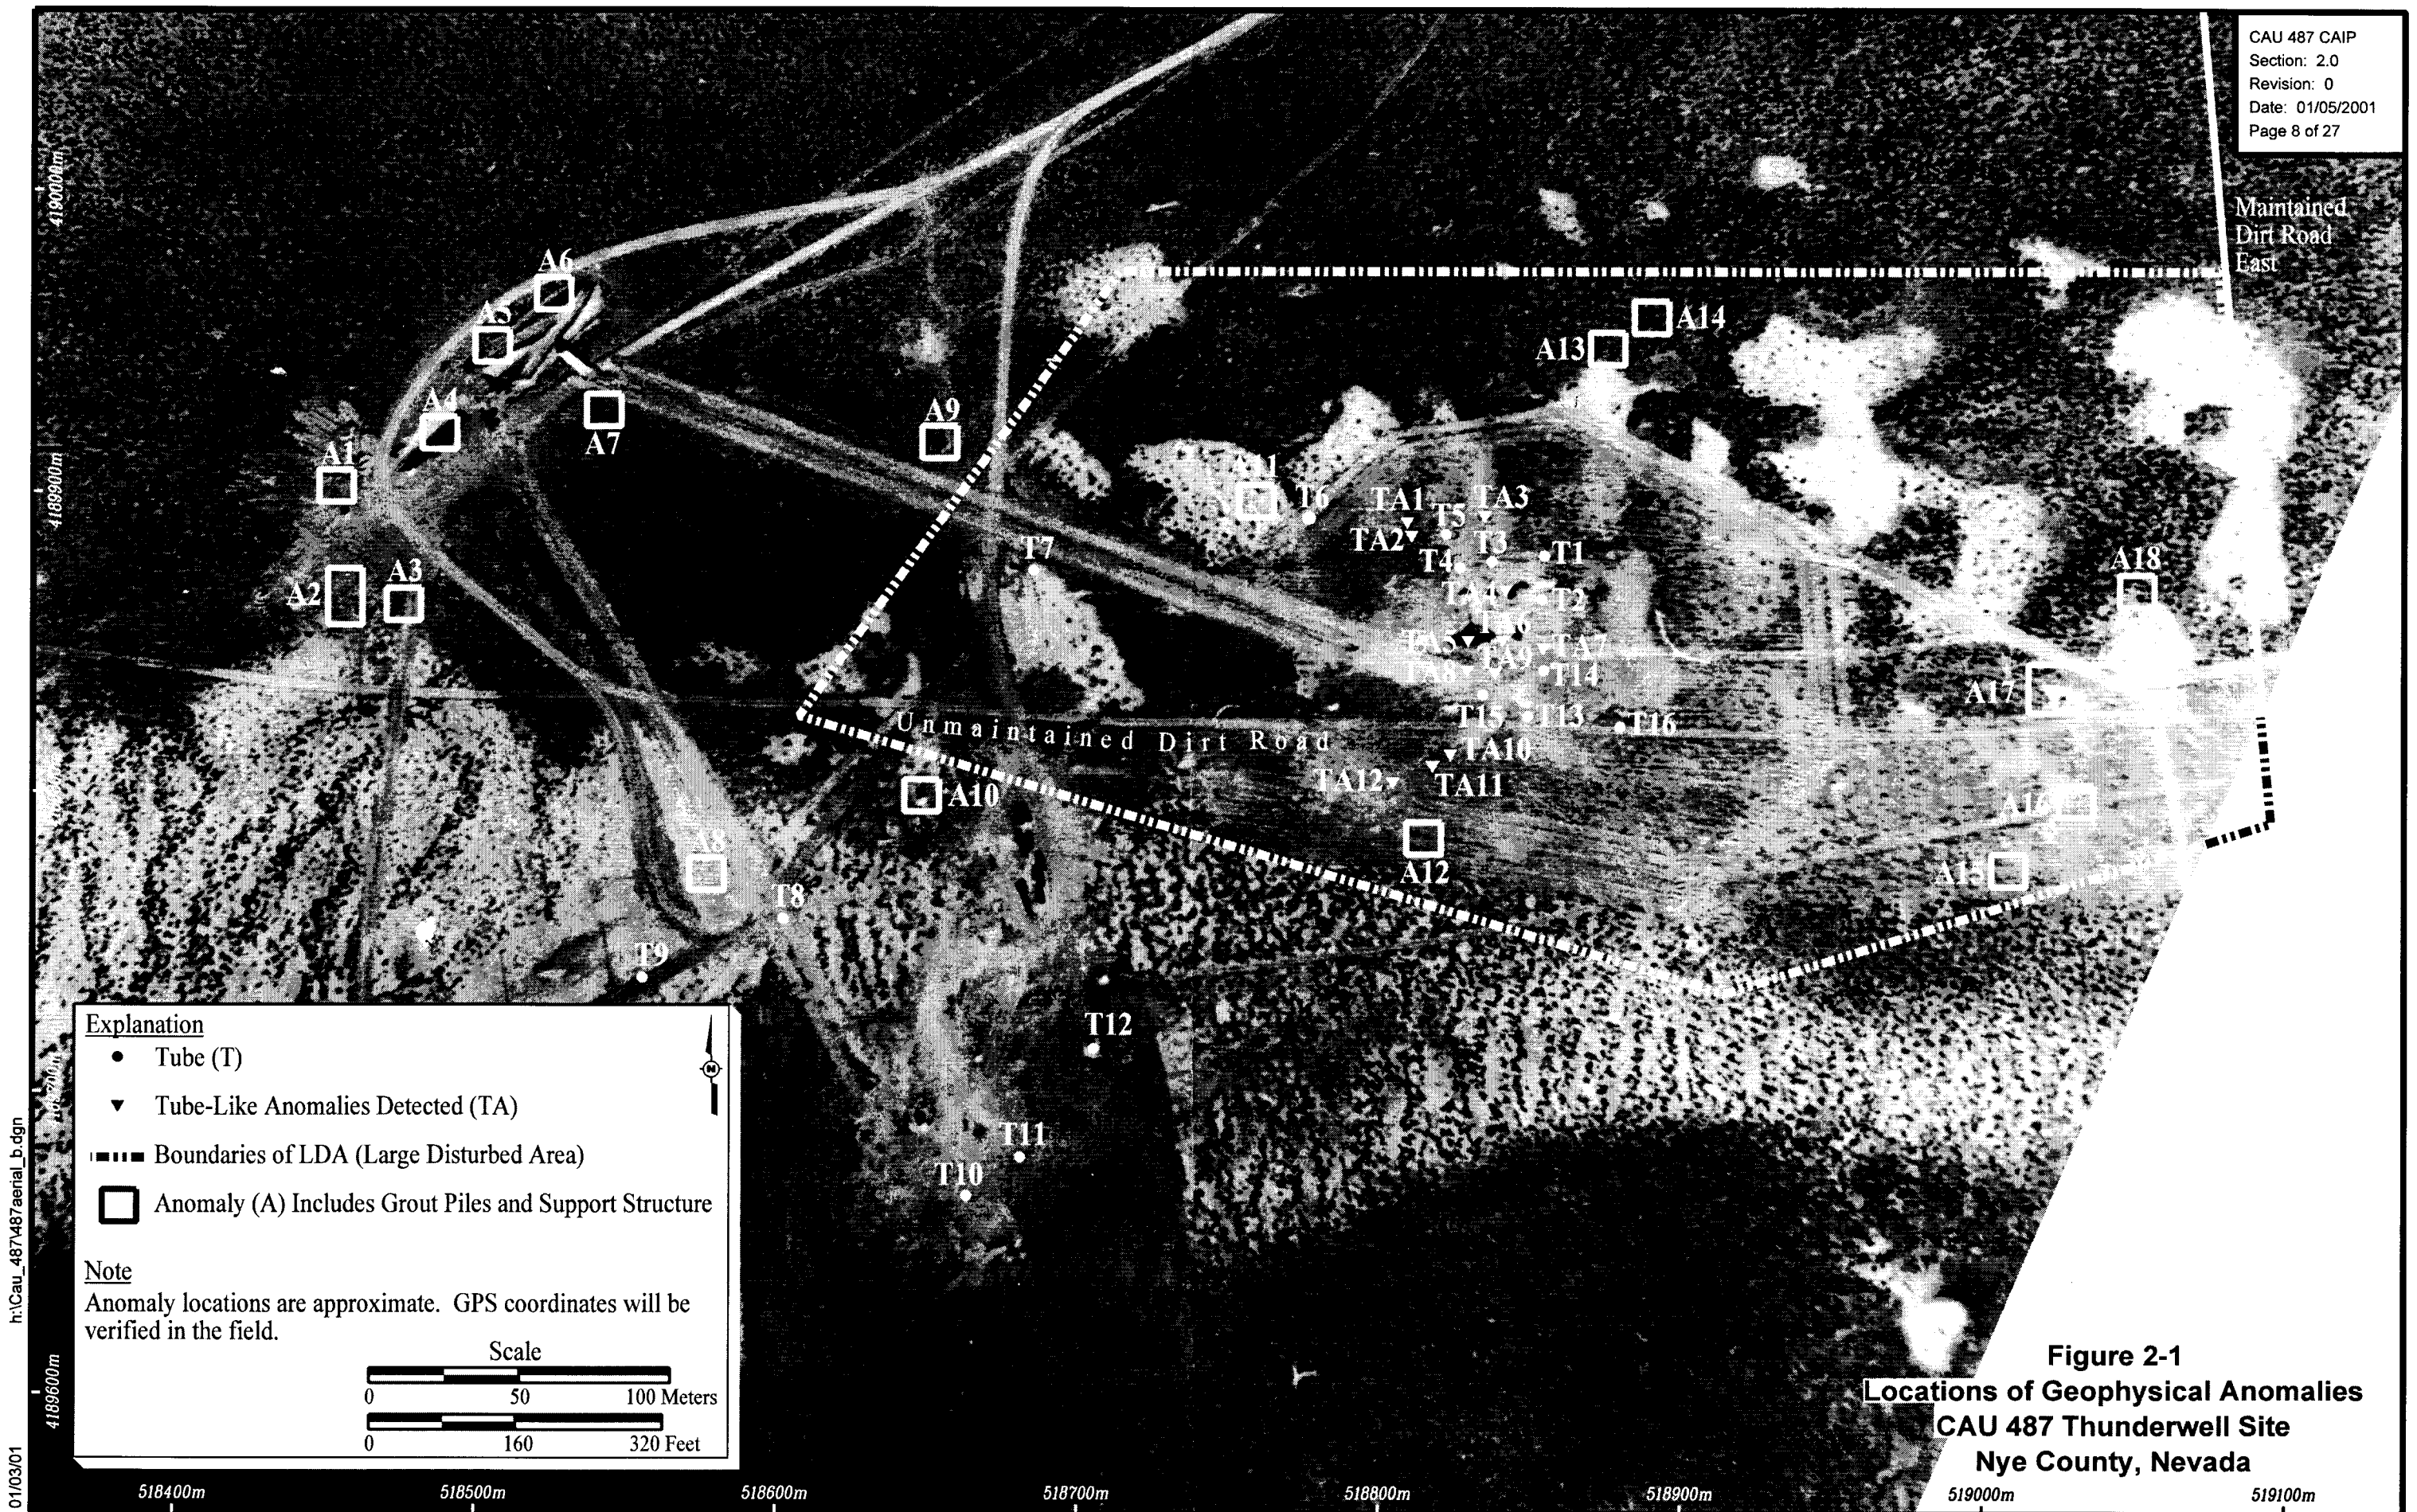 CAU 487 CAIP
Section: 2.0
Revision: 0
Date: 01/05/2001
Page 8 of 27
4190000m
Maintained
Dirt Road
East
A6
A5
A14
A13
A4
A9
A7
A1
4189900m
T6
TA1
TA3
T5
TA2
T3
T1
T4
T7
A18
A3
A2
TA4
T2
TA5
TA7
TA9
TA8
T14
A17
T15
T13
T16
Unmaintained Dirt Road
TA10
TA12
TA11
A10
A16
A12
A15
A8
T8
T9
T12
T11
T10
Explanation
Tube (T)
Tube-Like Anomalies Detected (TA)
Boundaries of LDA (Large Disturbed Area)
Anomaly (A) Includes Grout Piles and Support Structure
N
Note
Anomaly locations are approximate. GPS coordinates will be
verified in the field.
Scale
0 50 100 Meters
0 160 320 Feet
4189600m
h:\Cau_487\487aerial_b.dgn
01/03/01
Figure 2-1
Locations of Geophysical Anomalies
CAU 487 Thunderwell Site
Nye County, Nevada
518400m 518500m 518600m 518700m 518800m 518900m 519000m 519100m